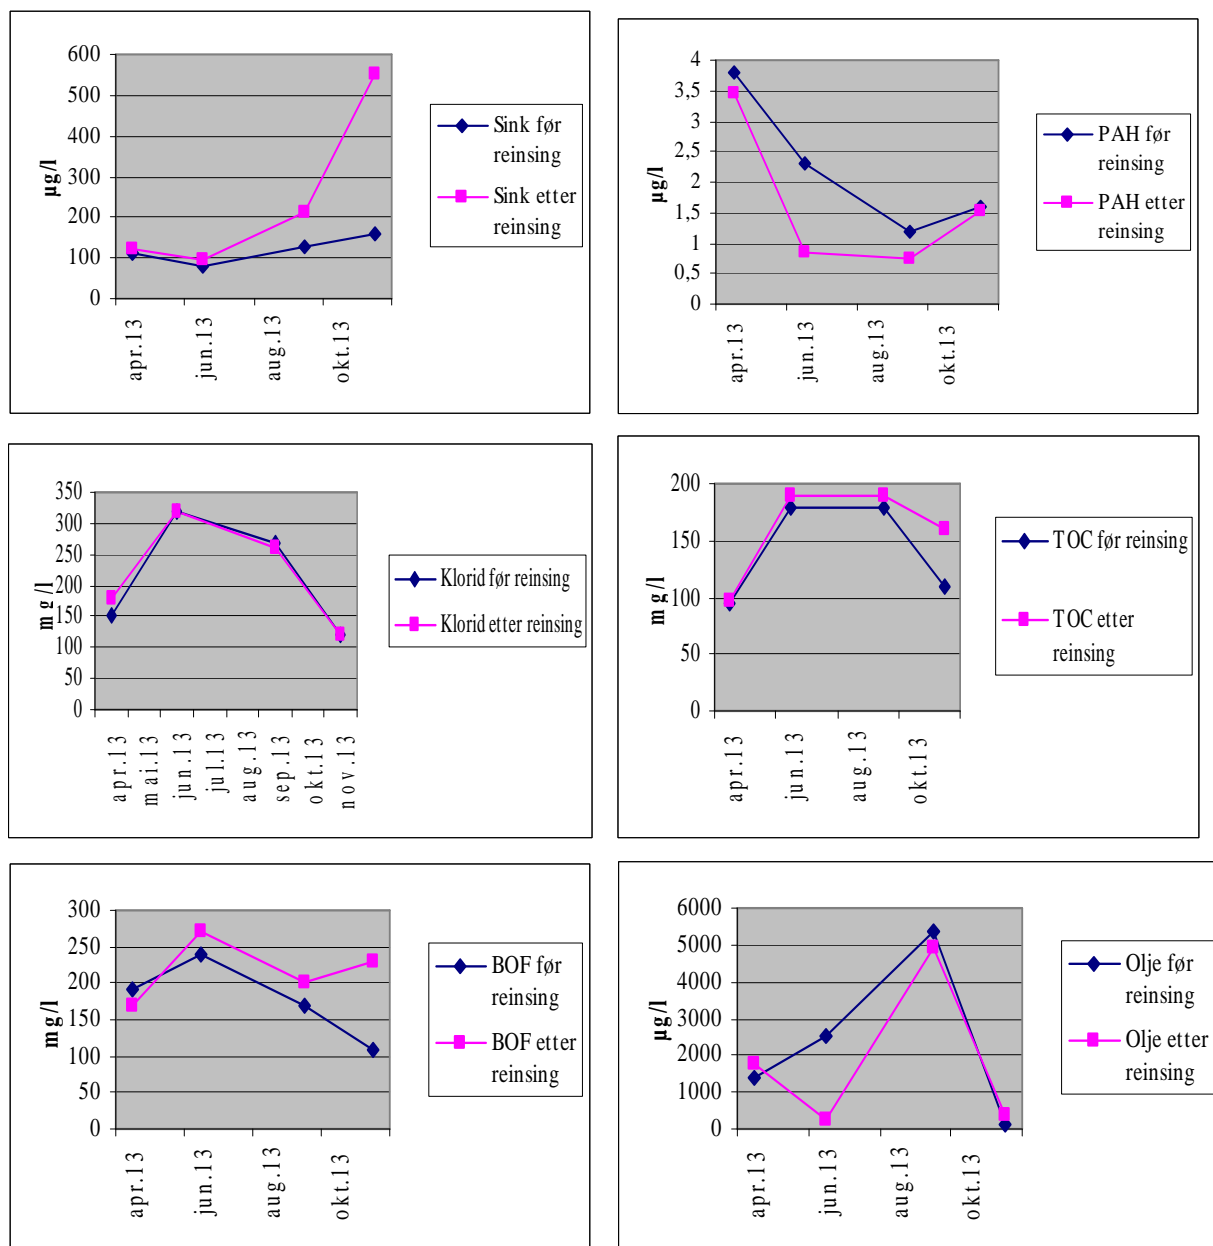 600
500
400
300
200
100
0
µg/l
apr.13
jun.13
aug.13
okt.13
Sink før
reinsing
Sink etter
reinsing
4
3,5
3
2,5
2
1,5
1
0,5
0
µg/l
apr.13
jun.13
aug.13
okt.13
PAH før
reinsing
PAH etter
reinsing
350
300
250
200
150
100
50
0
mg/l
apr.13
mai.13
jun.13
jul.13
aug.13
sep.13
okt.13
nov.13
Klorid før reinsing
Klorid etter reinsing
200
150
100
50
0
mg/l
apr.13
jun.13
aug.13
okt.13
TOC før reinsing
TOC etter
reinsing
300
250
200
150
100
50
0
mg/l
apr.13
jun.13
aug.13
okt.13
BOF før
reinsing
BOF etter
reinsing
6000
5000
4000
3000
2000
1000
0
µg/l
apr.13
jun.13
aug.13
okt.13
Olje før
reinsing
Olje etter
reinsing